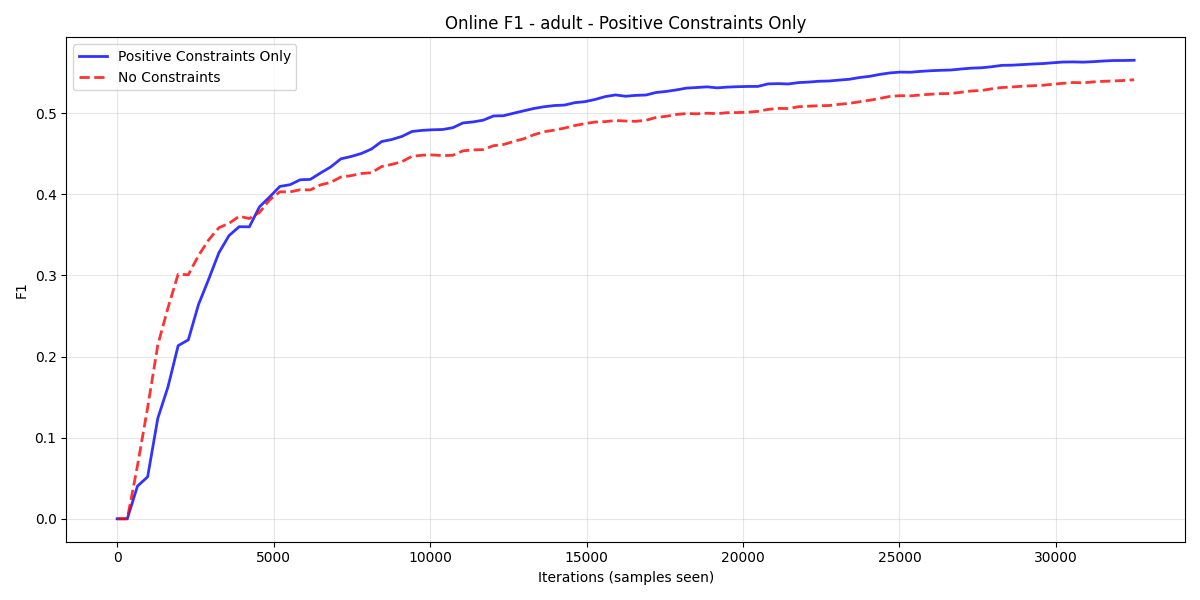 Online F1 - adult - Positive Constraints Only
Positive Constraints Only
No Constraints
F1
0.5
0.4
0.3
0.2
0.1
0.0
0 5000 10000 15000 20000 25000 30000
Iterations (samples seen)